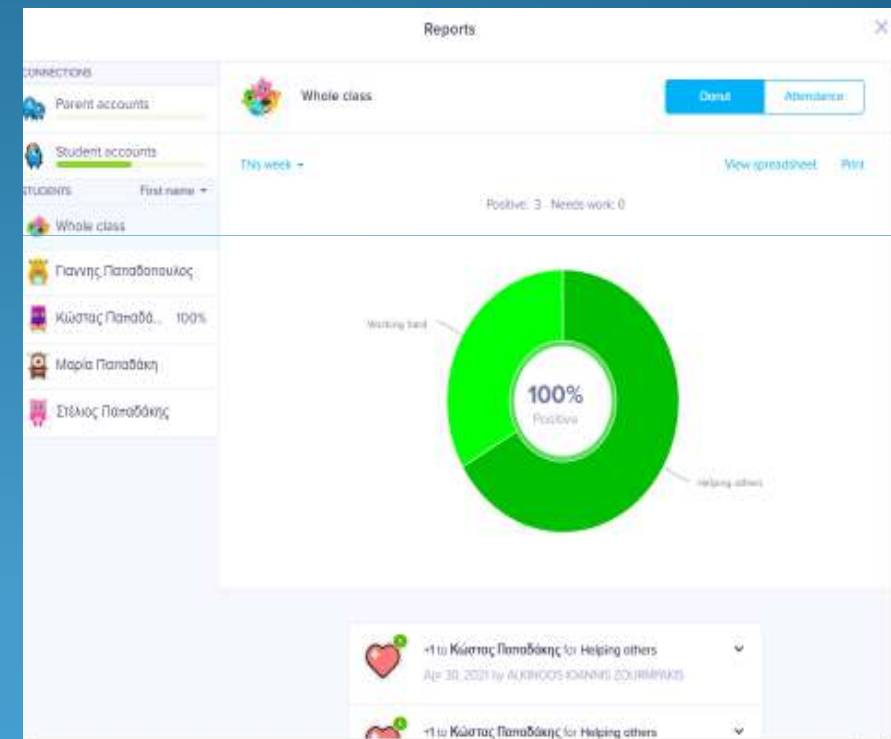 Reports
CONNECTIONS
Parent accounts
Student accounts
STUDENTS First name
Whole class
Γιαννης Παπαδοπουλος
Κώστας Παπαδά... 100%
Μαρία Παπαδάκη
Στέλιος Παπαδάκης
Whole class
Donut Attendance
This week
View spreadsheet Print
Positive: 3 Needs work: 0
Working hard
100%
Positive
Helping others
+1 to Κώστας Παπαδάκης for Helping others
Apr 30, 2021 by ALKINOOS IOANNIS ZOURMPAKIS
+1 to Κώστας Παπαδάκης for Helping others